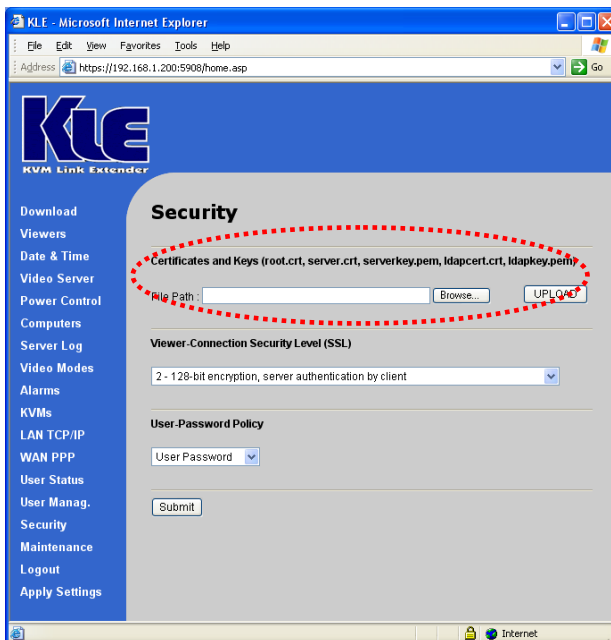 KLE - Microsoft Internet Explorer
File Edit View Favorites Tools Help
Address https://192.168.1.200:5908/home.asp Go
KLE
KVM Link Extender
Download
Viewers
Date & Time
Video Server
Power Control
Computers
Server Log
Video Modes
Alarms
KVMs
LAN TCP/IP
WAN PPP
User Status
User Manag.
Security
Maintenance
Logout
Apply Settings
Security
Certificates and Keys (root.crt, server.crt, serverkey.pem, ldapcert.crt, ldapkey.pem)
File Path : Browse... UPLOAD
Viewer-Connection Security Level (SSL)
2 - 128-bit encryption, server authentication by client
User-Password Policy
User Password
Submit
Internet